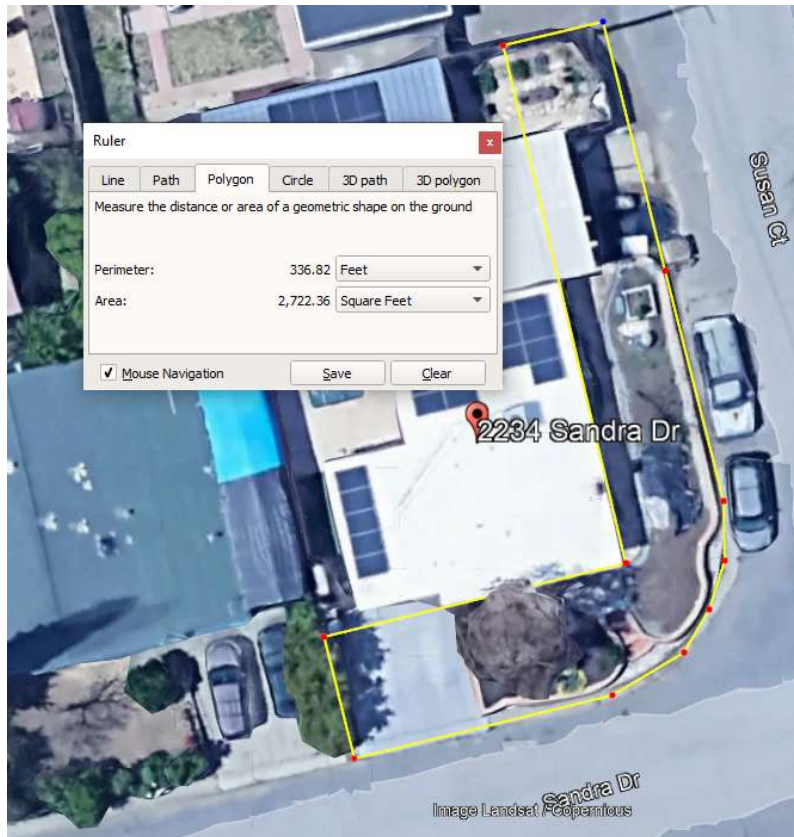 Ruler
x
Line Path Polygon Circle 3D path 3D polygon
Measure the distance or area of a geometric shape on the ground
Perimeter: 336.82 Feet
Area: 2,722.36 Square Feet
Mouse Navigation Save Clear
Susan Ct
2234 Sandra Dr
Sandra Dr
Image Landsat / Copernicus